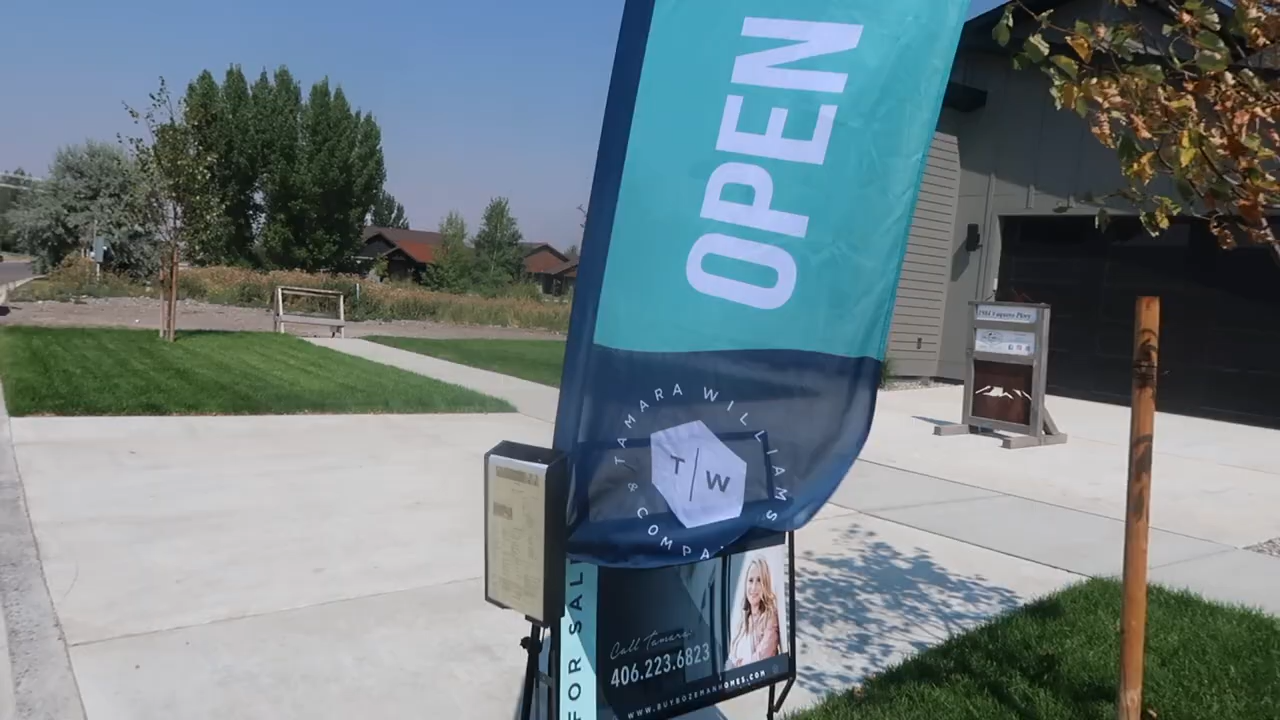 OPEN
TAMARA WILLIAMS
& COMPA
T W
FOR SAL
Call Tamara
406.223.6823
WWW.BUYBOZEMANHOMES.COM